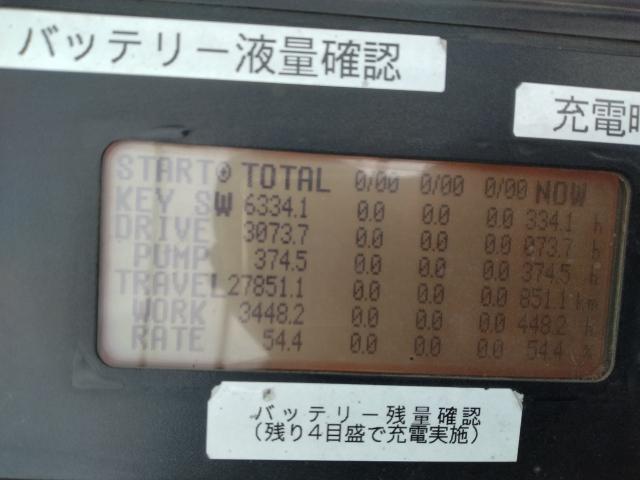 バッテリー液量確認
充電時
START@ TOTAL 0/00 0/00 0/00 NOW
KEY SW 6334.1 0.0 0.0 0.0 334.1 h
DRIVE 3073.7 0.0 0.0 0.0 073.7 h
PUMP 374.5 0.0 0.0 0.0 374.5 h
TRAVEL27851.1 0.0 0.0 0.0 851.1 km
WORK 3448.2 0.0 0.0 0.0 448.2 h
RATE 54.4 0.0 0.0 0.0 54.4 %
バッテリー残量確認
(残り4目盛で充電実施)